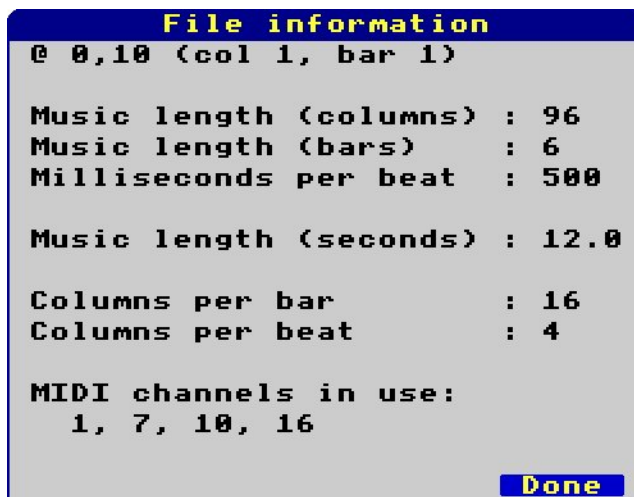 File information
@ 0,10 (col 1, bar 1)
Music length (columns) : 96
Music length (bars) : 6
Milliseconds per beat : 500
Music length (seconds) : 12.0
Columns per bar : 16
Columns per beat : 4
MIDI channels in use:
1, 7, 10, 16
Done